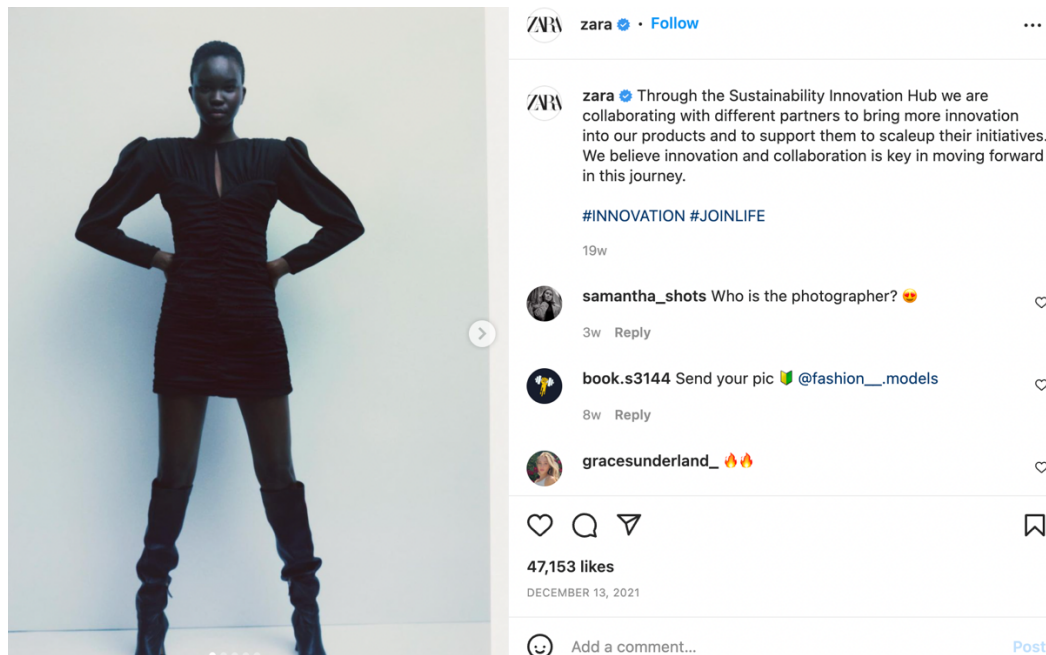 ZARA
zara • Follow
ZARA
zara Through the Sustainability Innovation Hub we are
collaborating with different partners to bring more innovation
into our products and to support them to scaleup their initiatives.
We believe innovation and collaboration is key in moving forward
in this journey.
#INNOVATION #JOINLIFE
19w
samantha_shots Who is the photographer? 😍
3w Reply
book.s3144 Send your pic 🔰 @fashion__.models
8w Reply
gracesunderland_ 🔥🔥
47,153 likes
DECEMBER 13, 2021
Add a comment... Post